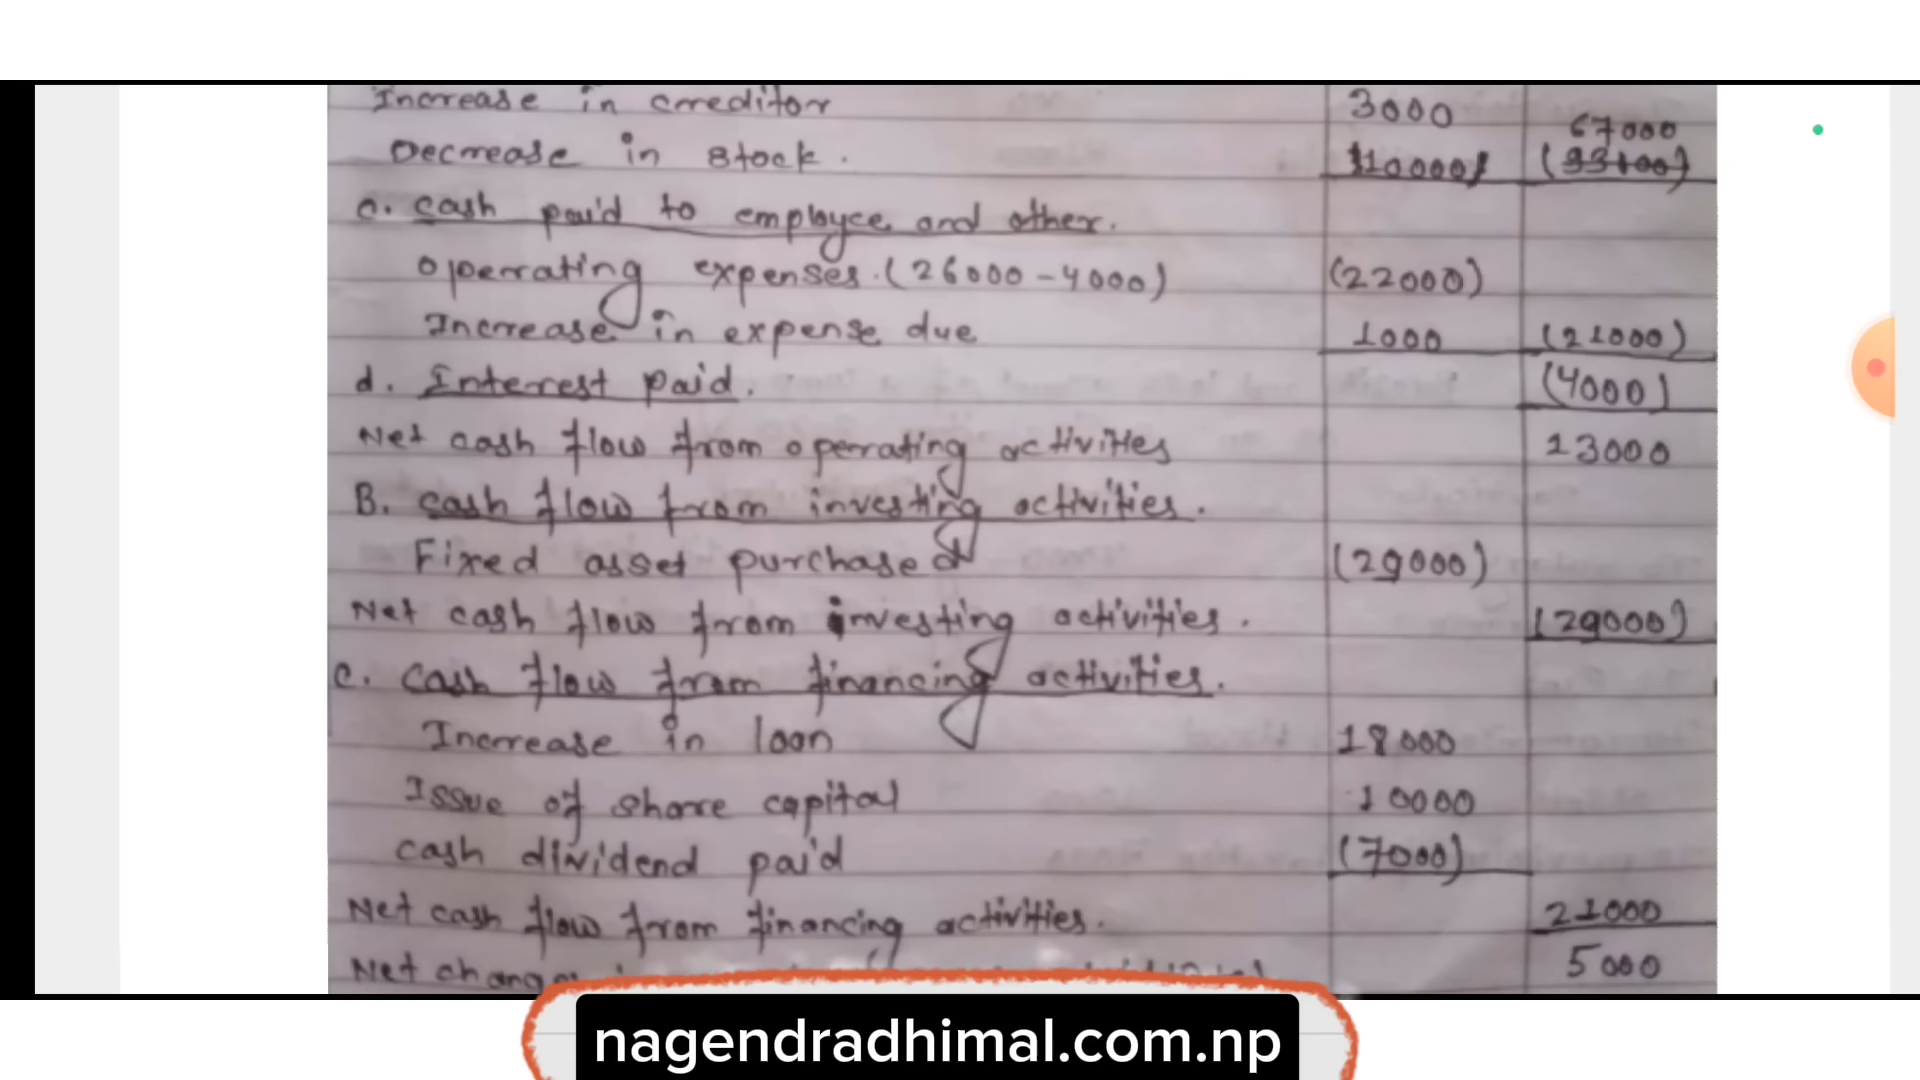 Increase in creditor 3000 67000
Decrease in stock. 110000 (33100)
c. cash paid to employee and other.
operating expenses. (26000-4000) (22000)
Increase in expense due 1000 (21000)
d. Interest paid. (4000)
Net cash flow from operating activities 13000
B. cash flow from investing activities.
Fixed asset purchased (29000)
Net cash flow from investing activities. (29000)
C. cash flow from financing activities.
Increase in loan 18000
Issue of share capital 10000
cash dividend paid (7000)
Net cash flow from financing activities. 21000
Net change 5000
nagendradhimal.com.np